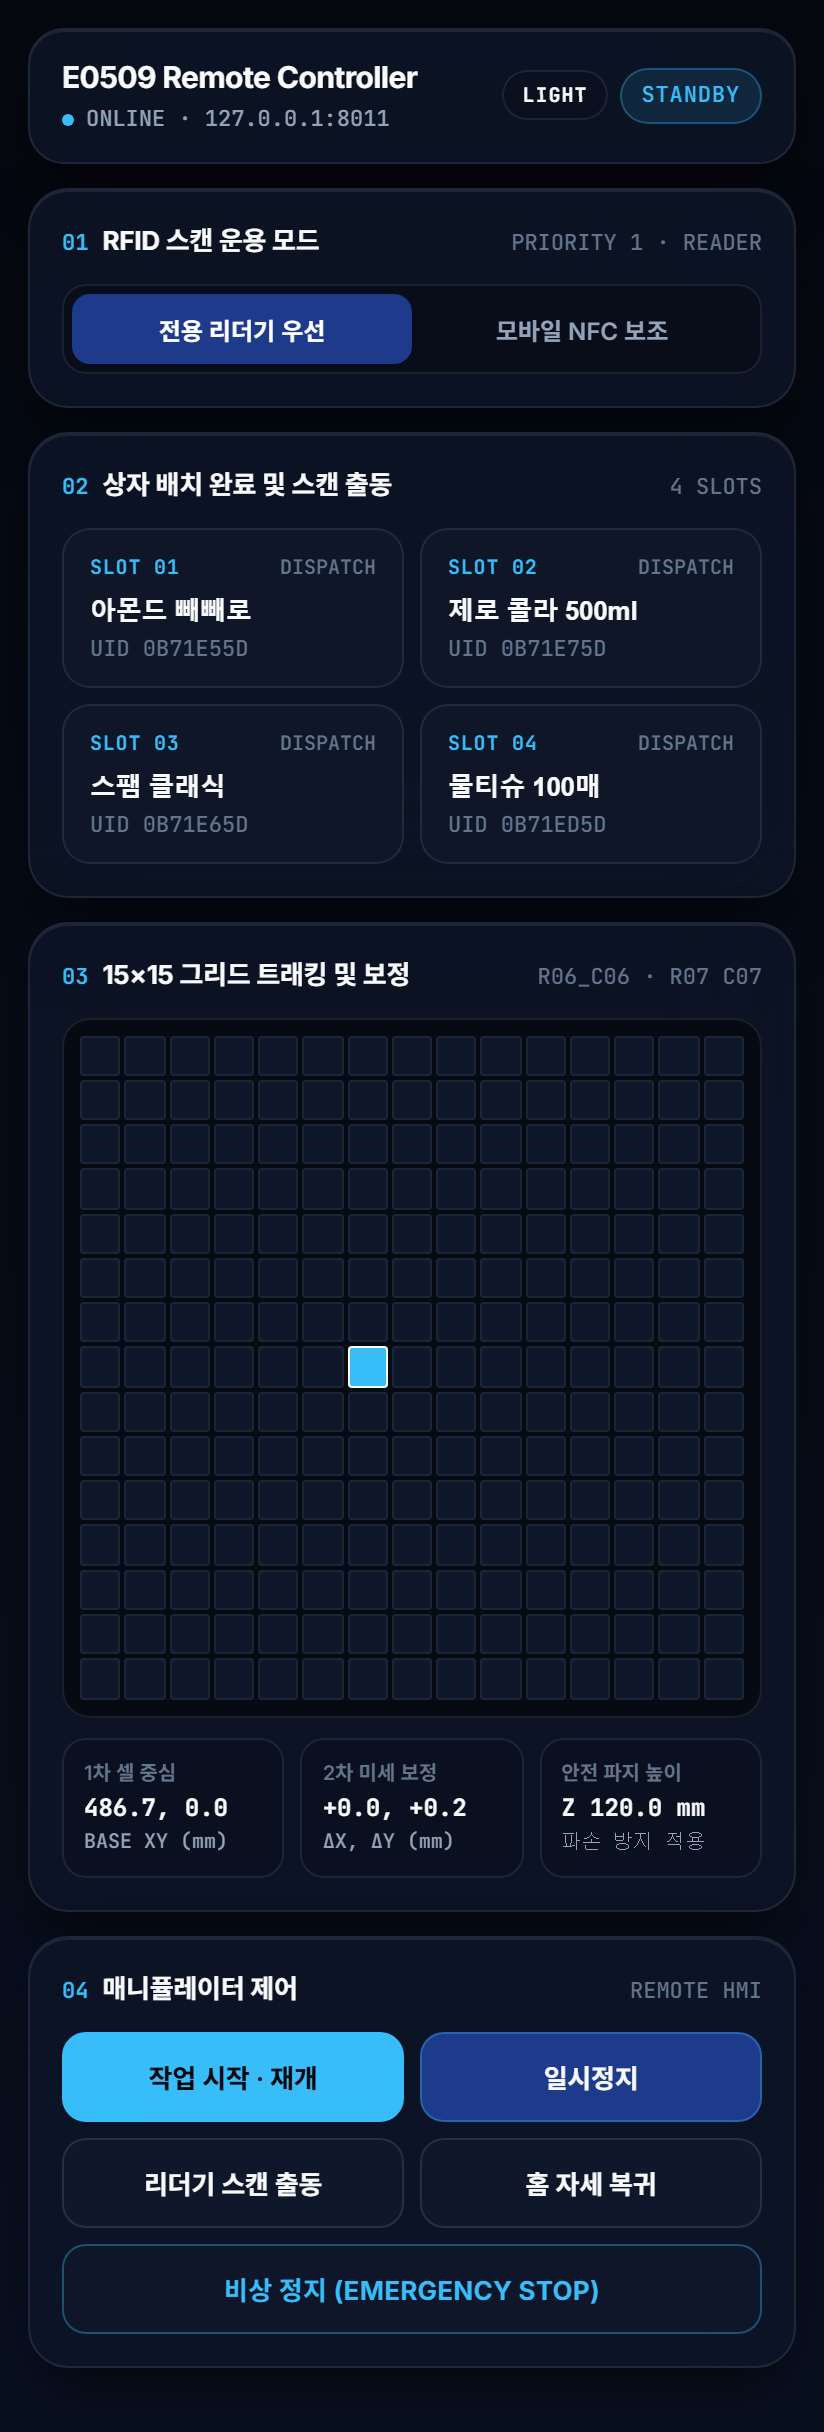 E0509 Remote Controller
ONLINE · 127.0.0.1:8011
LIGHT
STANDBY
01 RFID 스캔 운용 모드
PRIORITY 1 · READER
전용 리더기 우선
모바일 NFC 보조
02 상자 배치 완료 및 스캔 출동
4 SLOTS
SLOT 01 DISPATCH
아몬드 빼빼로
UID 0B71E55D
SLOT 02 DISPATCH
제로 콜라 500ml
UID 0B71E75D
SLOT 03 DISPATCH
스팸 클래식
UID 0B71E65D
SLOT 04 DISPATCH
물티슈 100매
UID 0B71ED5D
03 15×15 그리드 트래킹 및 보정
R06_C06 · R07 C07
1차 셀 중심
486.7, 0.0
BASE XY (mm)
2차 미세 보정
+0.0, +0.2
ΔX, ΔY (mm)
안전 파지 높이
Z 120.0 mm
파손 방지 적용
04 매니퓰레이터 제어
REMOTE HMI
작업 시작 · 재개
일시정지
리더기 스캔 출동
홈 자세 복귀
비상 정지 (EMERGENCY STOP)